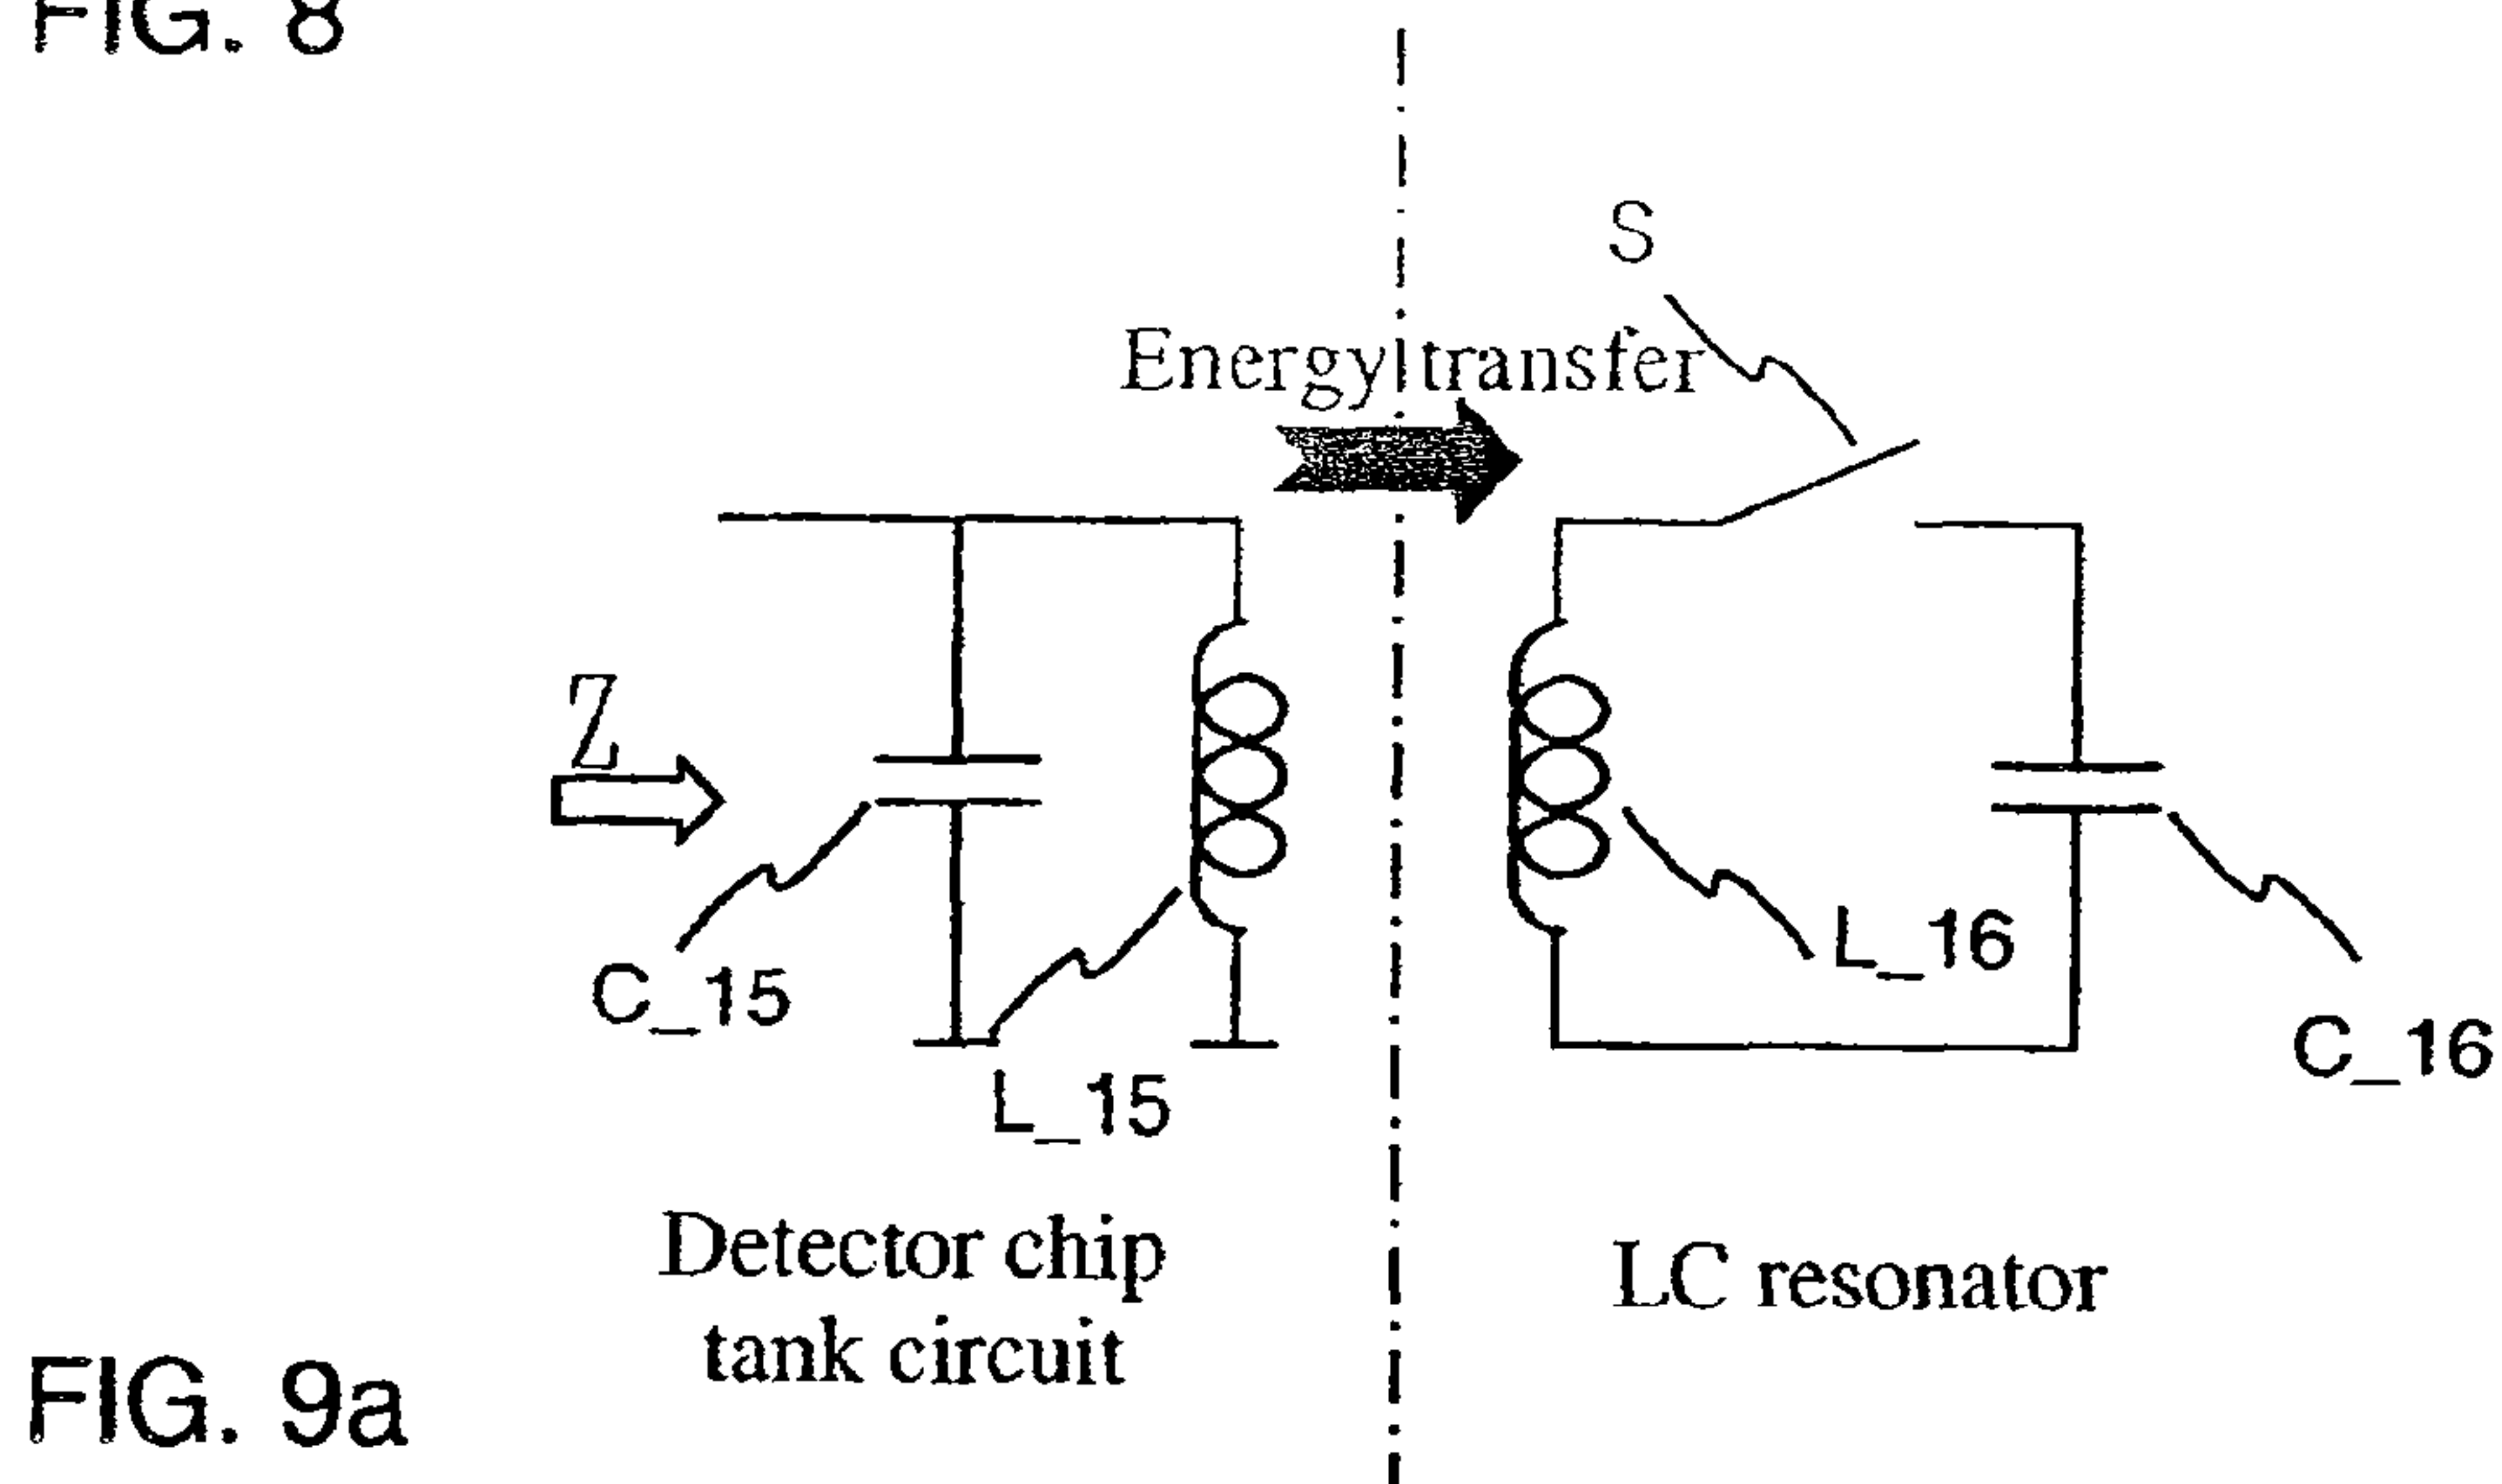 FIG. 8
S
Energy transfer
Z
C_15
L_15
L_16
C_16
Detector chip
tank circuit
LC resonator
FIG. 9a